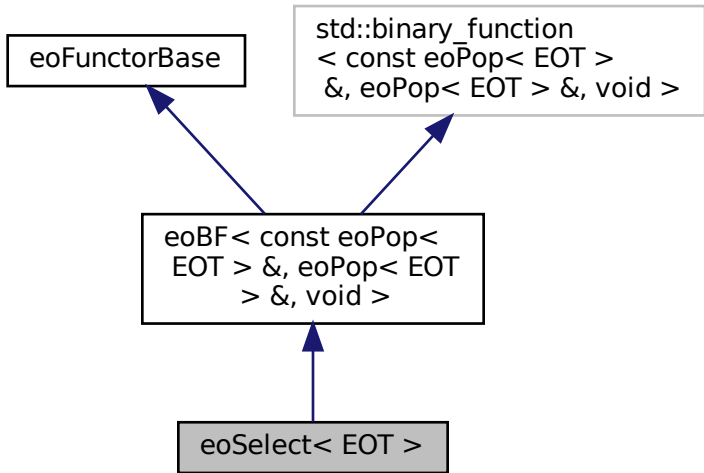 eoFunctorBase
std::binary_function
< const eoPop< EOT >
&, eoPop< EOT > &, void >
eoBF< const eoPop<
EOT > &, eoPop< EOT
> &, void >
eoSelect< EOT >